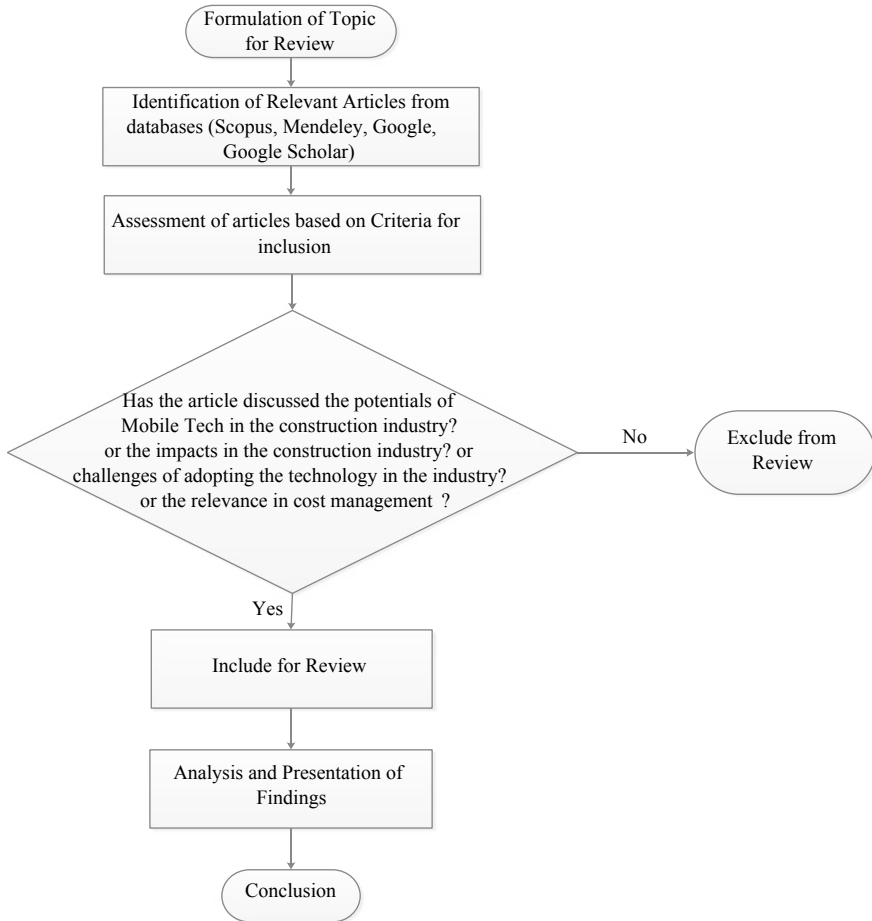 Formulation of Topic
for Review
Identification of Relevant Articles from
databases (Scopus, Mendeley, Google,
Google Scholar)
Assessment of articles based on Criteria for
inclusion
Has the article discussed the potentials of
Mobile Tech in the construction industry?
or the impacts in the construction industry? or
challenges of adopting the technology in the industry?
or the relevance in cost management ?
No
Exclude from
Review
Yes
Include for Review
Analysis and Presentation of
Findings
Conclusion